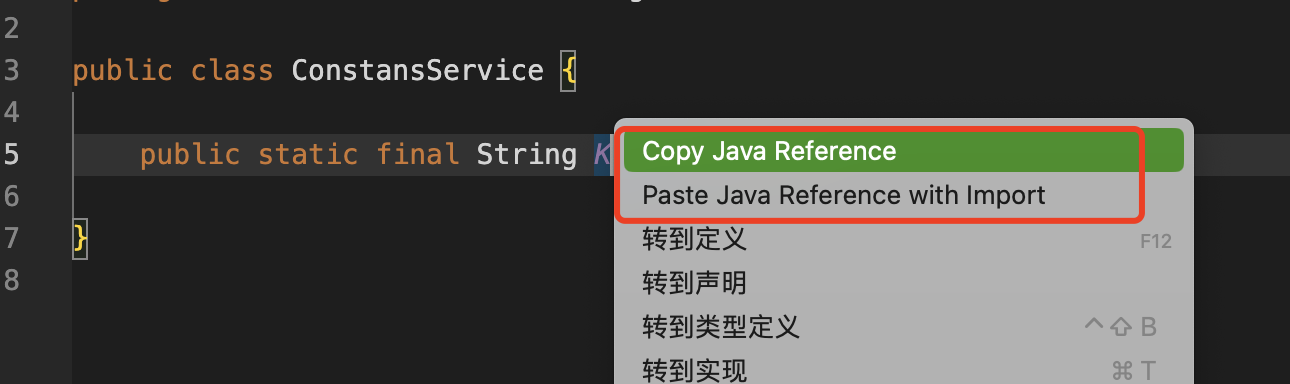 2
3 public class ConstansService {
4
5 public static final String K
Copy Java Reference
6 Paste Java Reference with Import
7 }
转到定义 F12
8 转到声明
转到类型定义 ^⇧B
转到实现 ⌘T